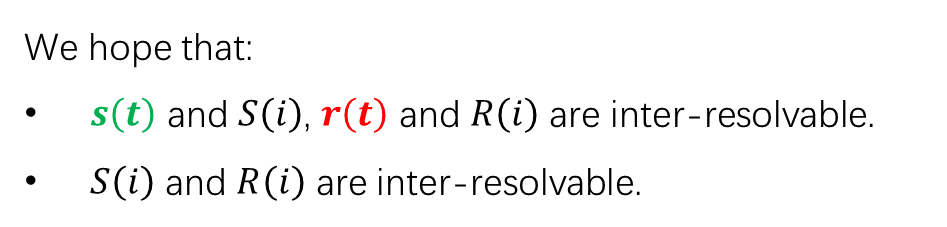 We hope that:
• s(t) and S(i), r(t) and R(i) are inter-resolvable.
• S(i) and R(i) are inter-resolvable.